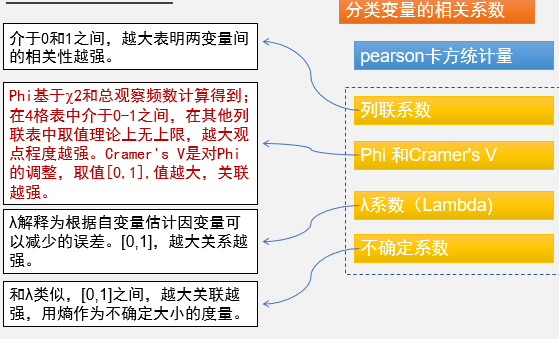 分类变量的相关系数
pearson卡方统计量
介于0和1之间，越大表明两变量间
的相关性越强。
列联系数
Phi基于χ2和总观察频数计算得到；
在4格表中介于0-1之间，在其他列
联表中取值理论上无上限，越大观
点程度越强。Cramer's V是对Phi
的调整，取值[0,1],值越大，关联
越强。
Phi 和Cramer's V
λ解释为根据自变量估计因变量可
以减少的误差。[0,1]，越大关系越
强。
λ系数（Lambda)
和λ类似，[0,1]之间，越大关联越
强，用熵作为不确定大小的度量。
不确定系数